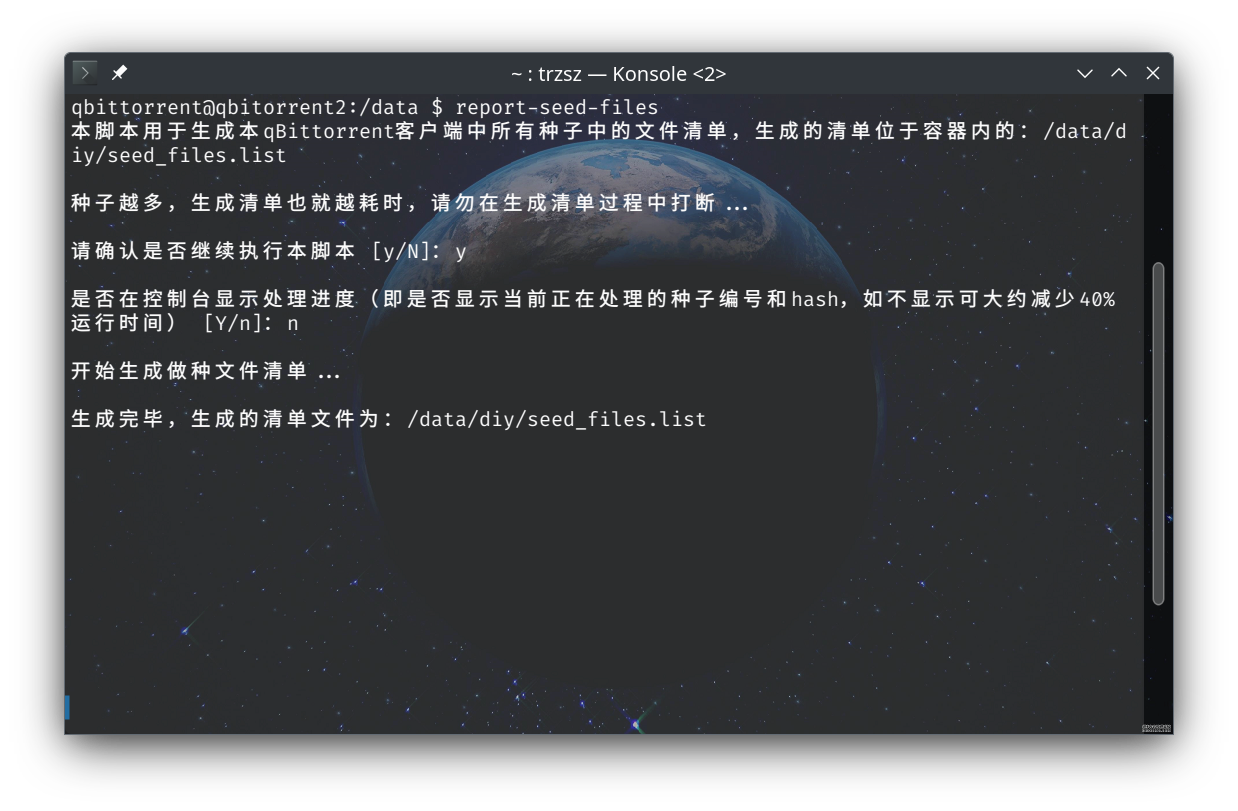 ~ : trzsz — Konsole <2>
qbittorrent@qbitorrent2:/data $ report-seed-files
本脚本用于生成本qBittorrent客户端中所有种子中的文件清单，生成的清单位于容器内的：/data/d
iy/seed_files.list
种子越多，生成清单也就越耗时，请勿在生成清单过程中打断 ...
请确认是否继续执行本脚本 [y/N]: y
是否在控制台显示处理进度（即是否显示当前正在处理的种子编号和hash，如不显示可大约减少40%
运行时间） [Y/n]: n
开始生成做种文件清单 ...
生成完毕，生成的清单文件为：/data/diy/seed_files.list